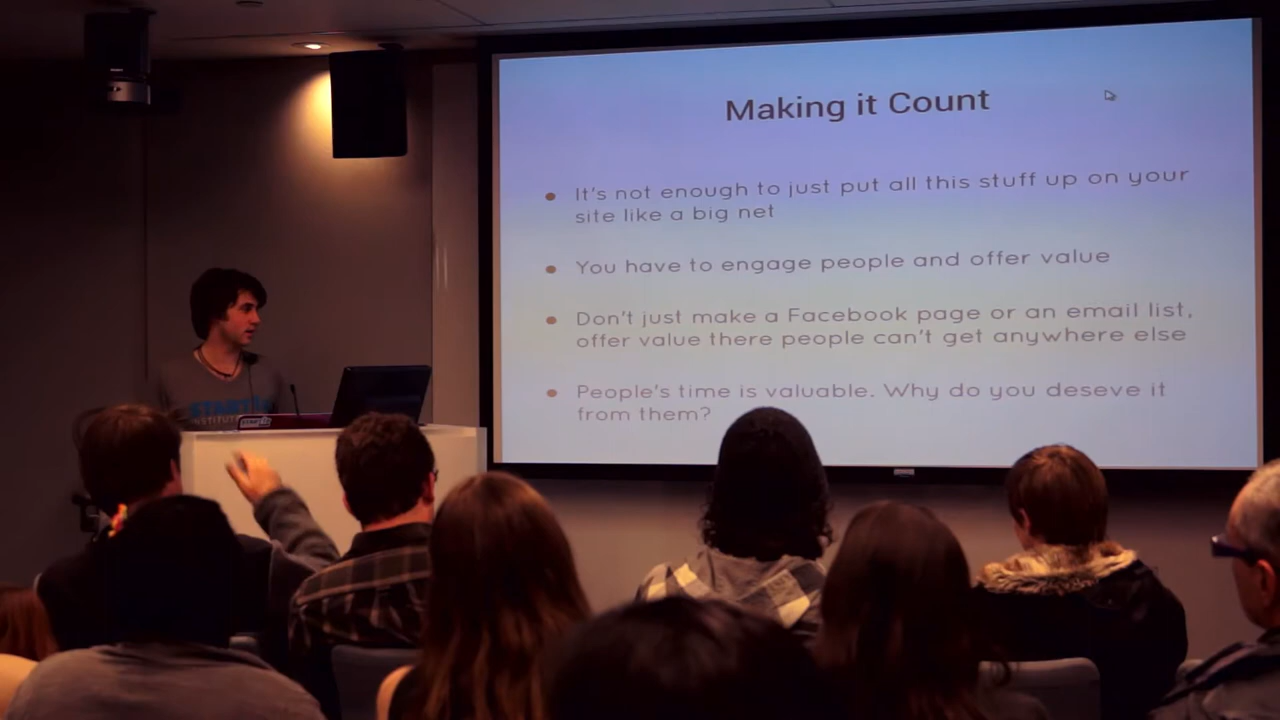 Making it Count
It's not enough to just put all this stuff up on your
site like a big net
You have to engage people and offer value
Don't just make a Facebook page or an email list,
offer value there people can't get anywhere else
People's time is valuable. Why do you deseve it
from them?
START
INSTITUTE